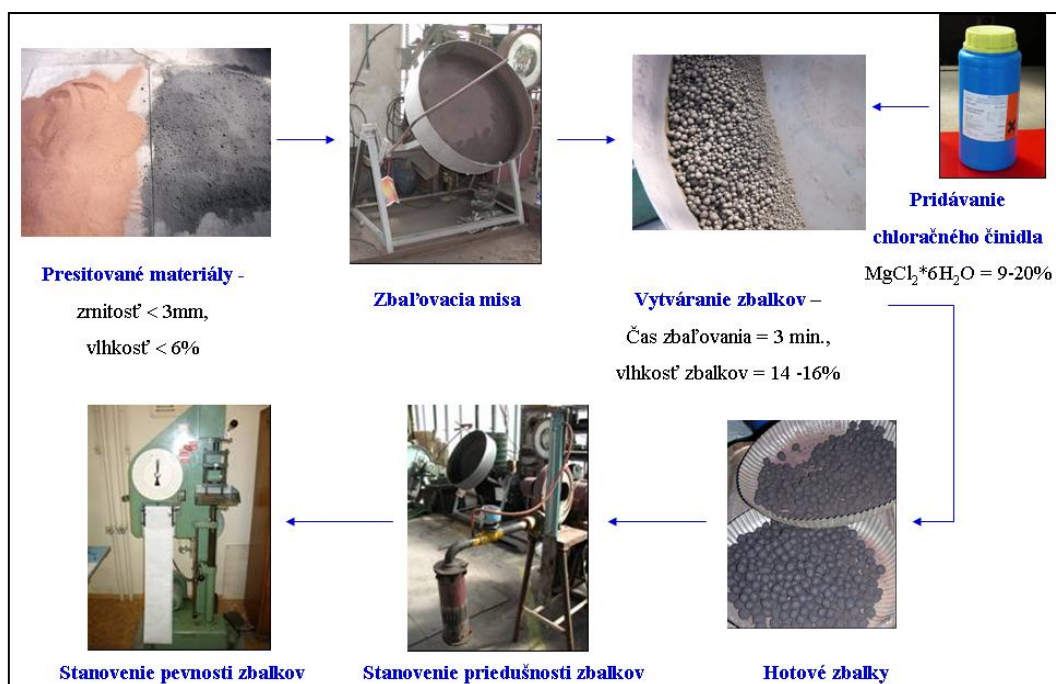 Presitované materiály -
zrnitosť < 3mm,
vlhkosť < 6%
Zbaľovacia misa
Vytváranie zbalkov –
Čas zbaľovania = 3 min.,
vlhkosť zbalkov = 14 -16%
Pridávanie
chloračného činidla
MgCl₂*6H₂O = 9-20%
Stanovenie pevnosti zbalkov
Stanovenie priedušnosti zbalkov
Hotové zbalky